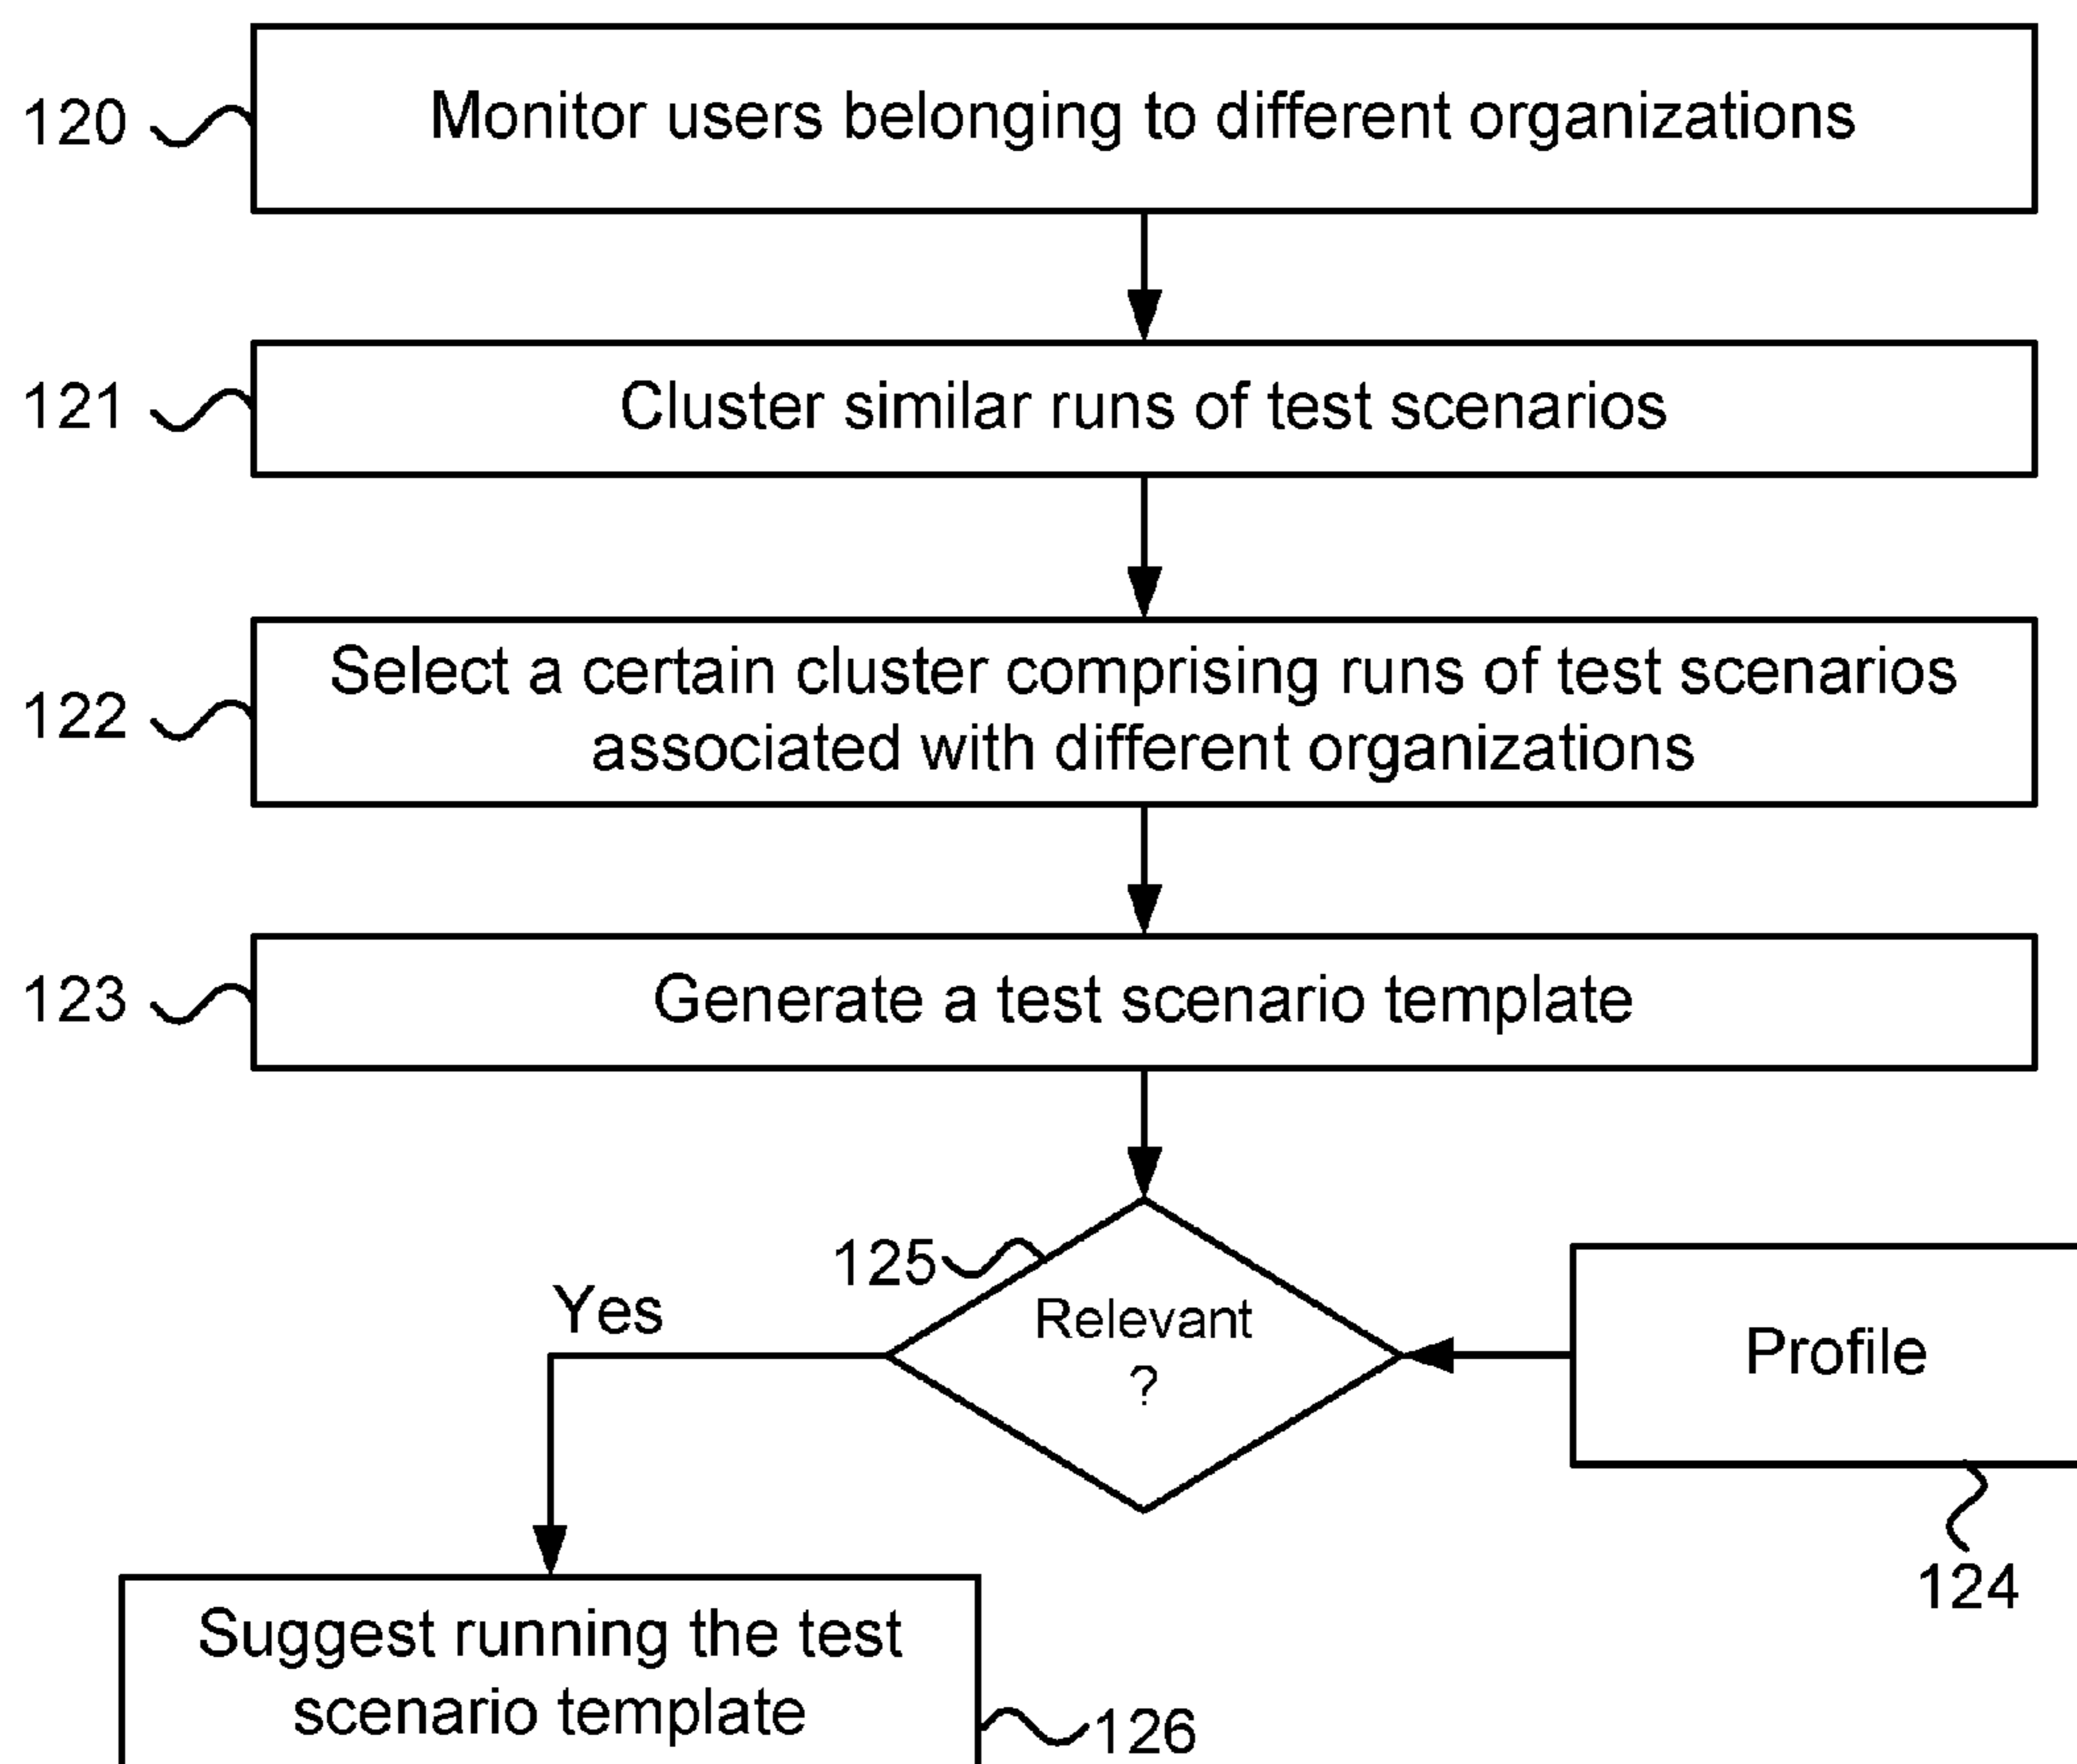 120
Monitor users belonging to different organizations
121
Cluster similar runs of test scenarios
122
Select a certain cluster comprising runs of test scenarios
associated with different organizations
123
Generate a test scenario template
125
Relevant
?
Yes
Profile
124
Suggest running the test
scenario template
126